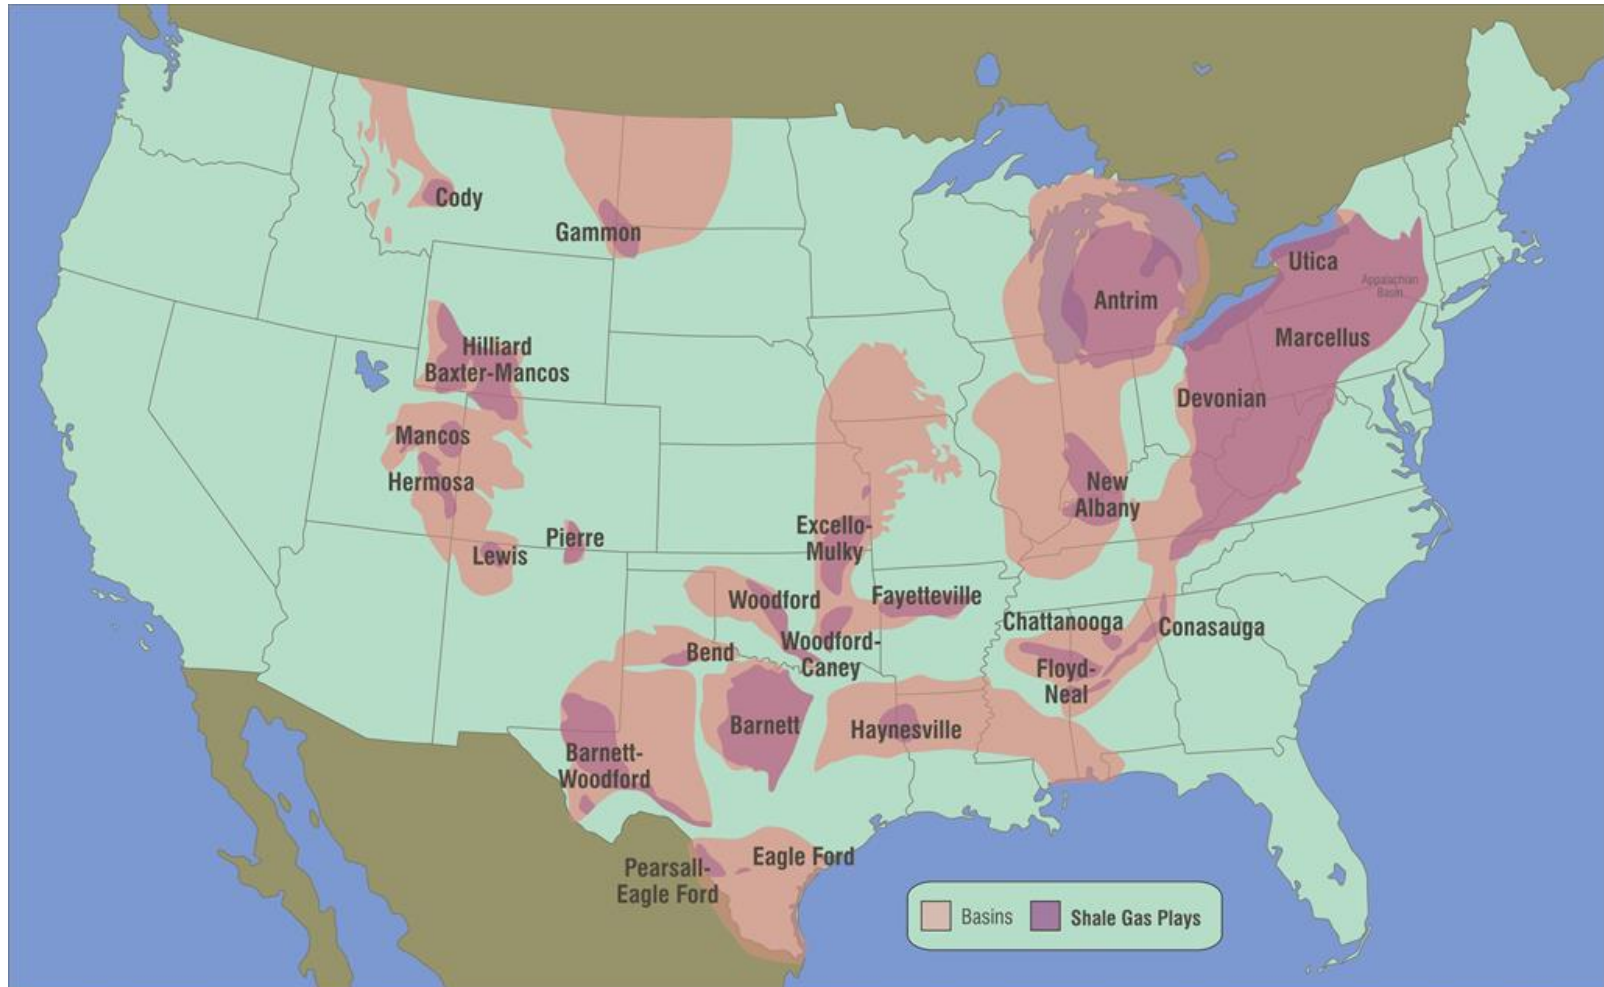 Cody
Gammon
Utica
Appalachian
Basin
Antrim
Marcellus
Hilliard
Baxter-Mancos
Devonian
Mancos
Hermosa
New
Albany
Excello-
Mulky
Pierre
Lewis
Woodford
Fayetteville
Chattanooga
Conasauga
Woodford-
Caney
Bend
Floyd-
Neal
Barnett
Haynesville
Barnett-
Woodford
Eagle Ford
Pearsall-
Eagle Ford
Basins
Shale Gas Plays